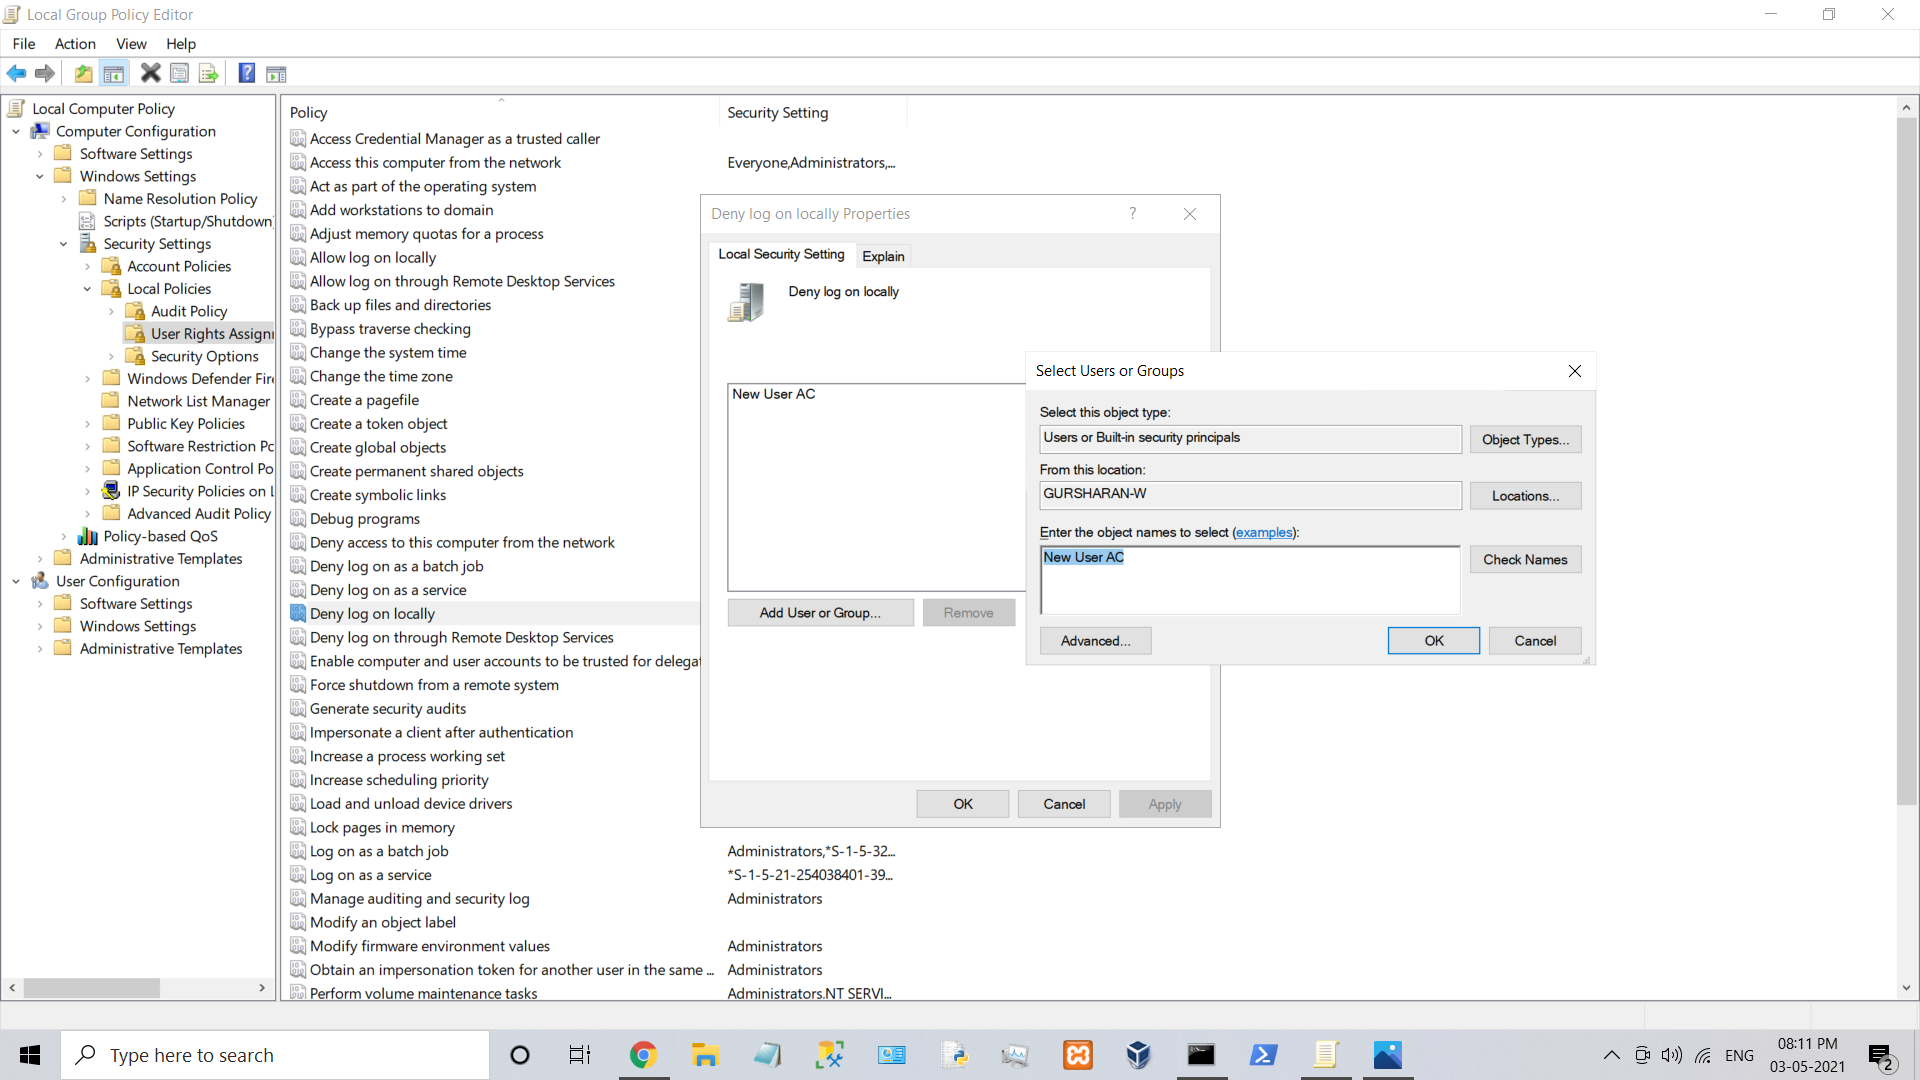 Local Group Policy Editor
File Action View Help
Local Computer Policy
Computer Configuration
Software Settings
Windows Settings
Name Resolution Policy
Scripts (Startup/Shutdown)
Security Settings
Account Policies
Local Policies
Audit Policy
User Rights Assign
Security Options
Windows Defender Fire
Network List Manager
Public Key Policies
Software Restriction Po
Application Control Po
IP Security Policies on L
Advanced Audit Policy
Policy-based QoS
Administrative Templates
User Configuration
Software Settings
Windows Settings
Administrative Templates
Policy Security Setting
Access Credential Manager as a trusted caller
Access this computer from the network Everyone,Administrators,...
Act as part of the operating system
Add workstations to domain
Adjust memory quotas for a process
Allow log on locally
Allow log on through Remote Desktop Services
Back up files and directories
Bypass traverse checking
Change the system time
Change the time zone
Create a pagefile
Create a token object
Create global objects
Create permanent shared objects
Create symbolic links
Debug programs
Deny access to this computer from the network
Deny log on as a batch job
Deny log on as a service
Deny log on locally
Deny log on through Remote Desktop Services
Enable computer and user accounts to be trusted for delega
Force shutdown from a remote system
Generate security audits
Impersonate a client after authentication
Increase a process working set
Increase scheduling priority
Load and unload device drivers
Lock pages in memory
Log on as a batch job Administrators,*S-1-5-32...
Log on as a service *S-1-5-21-254038401-39...
Manage auditing and security log Administrators
Modify an object label
Modify firmware environment values Administrators
Obtain an impersonation token for another user in the same ... Administrators
Perform volume maintenance tasks Administrators,NT SERVI...
Deny log on locally Properties ?
Local Security Setting Explain
Deny log on locally
New User AC
Add User or Group... Remove
OK Cancel Apply
Select Users or Groups
Select this object type:
Users or Built-in security principals Object Types...
From this location:
GURSHARAN-W Locations...
Enter the object names to select (examples):
New User AC Check Names
Advanced... OK Cancel
Type here to search
ENG
08:11 PM
03-05-2021
2